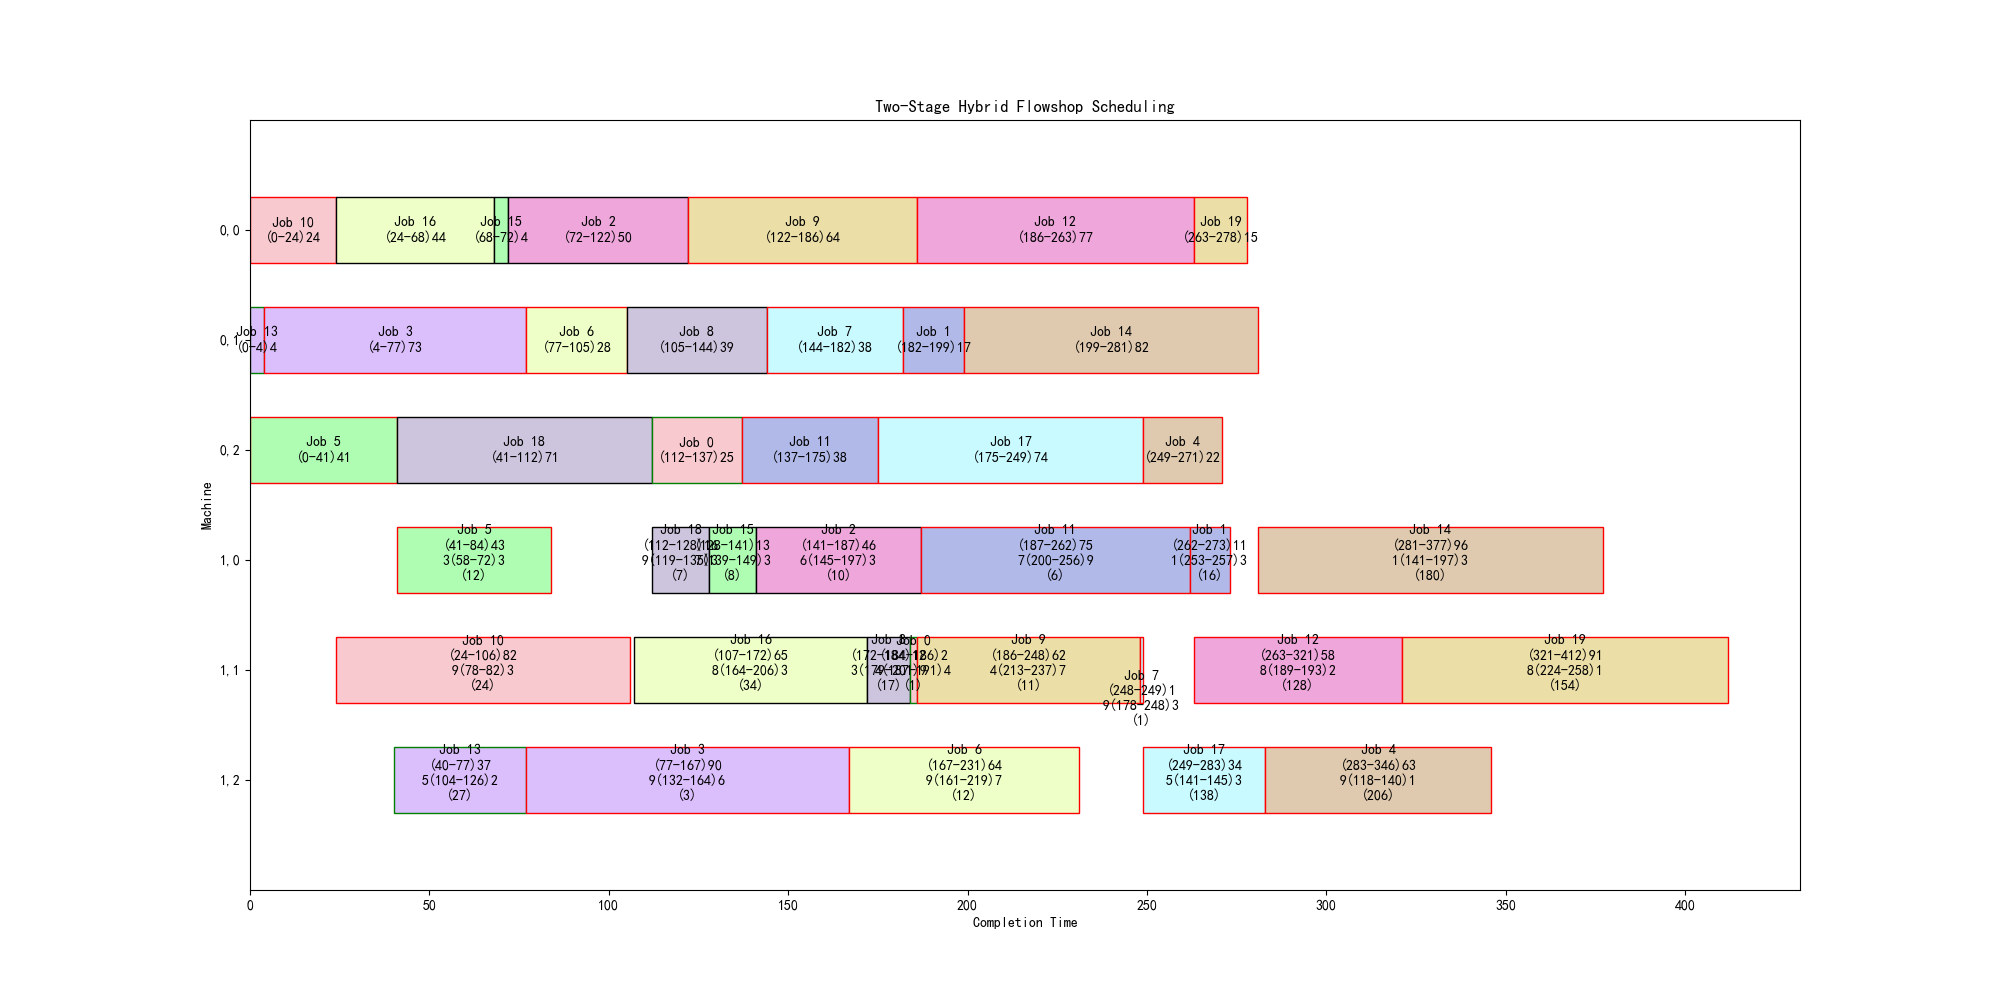 Two-Stage Hybrid Flowshop Scheduling
0,0
Job 10
(0-24)24
Job 16
(24-68)44
Job 15
(68-72)4
Job 2
(72-122)50
Job 9
(122-186)64
Job 12
(186-263)77
Job 19
(263-278)15
0,1
Job 13
(0-4)4
Job 3
(4-77)73
Job 6
(77-105)28
Job 8
(105-144)39
Job 7
(144-182)38
Job 1
(182-199)17
Job 14
(199-281)82
0,2
Job 5
(0-41)41
Job 18
(41-112)71
Job 0
(112-137)25
Job 11
(137-175)38
Job 17
(175-249)74
Job 4
(249-271)22
Machine
1,0
Job 5
(41-84)43
3(58-72)3
(12)
Job 18
(112-128)16
(7)
Job 15
(128-141)13
(8)
Job 2
(141-187)46
6(145-197)3
(10)
Job 11
(187-262)75
7(200-256)9
(6)
Job 1
(262-273)11
1(253-257)3
(16)
Job 14
(281-377)96
1(141-197)3
(180)
1,1
Job 10
(24-106)82
9(78-82)3
(24)
Job 16
(107-172)65
8(164-206)3
(34)
Job 8
(172-184)12
(17)
Job 0
(184-186)2
(1)
Job 9
(186-248)62
4(213-237)7
(11)
Job 7
(248-249)1
9(178-248)3
(1)
Job 12
(263-321)58
8(189-193)2
(128)
Job 19
(321-412)91
8(224-258)1
(154)
1,2
Job 13
(40-77)37
5(104-126)2
(27)
Job 3
(77-167)90
9(132-164)6
(3)
Job 6
(167-231)64
9(161-219)7
(12)
Job 17
(249-283)34
5(141-145)3
(138)
Job 4
(283-346)63
9(118-140)1
(206)
0
50
100
150
200
250
300
350
400
Completion Time